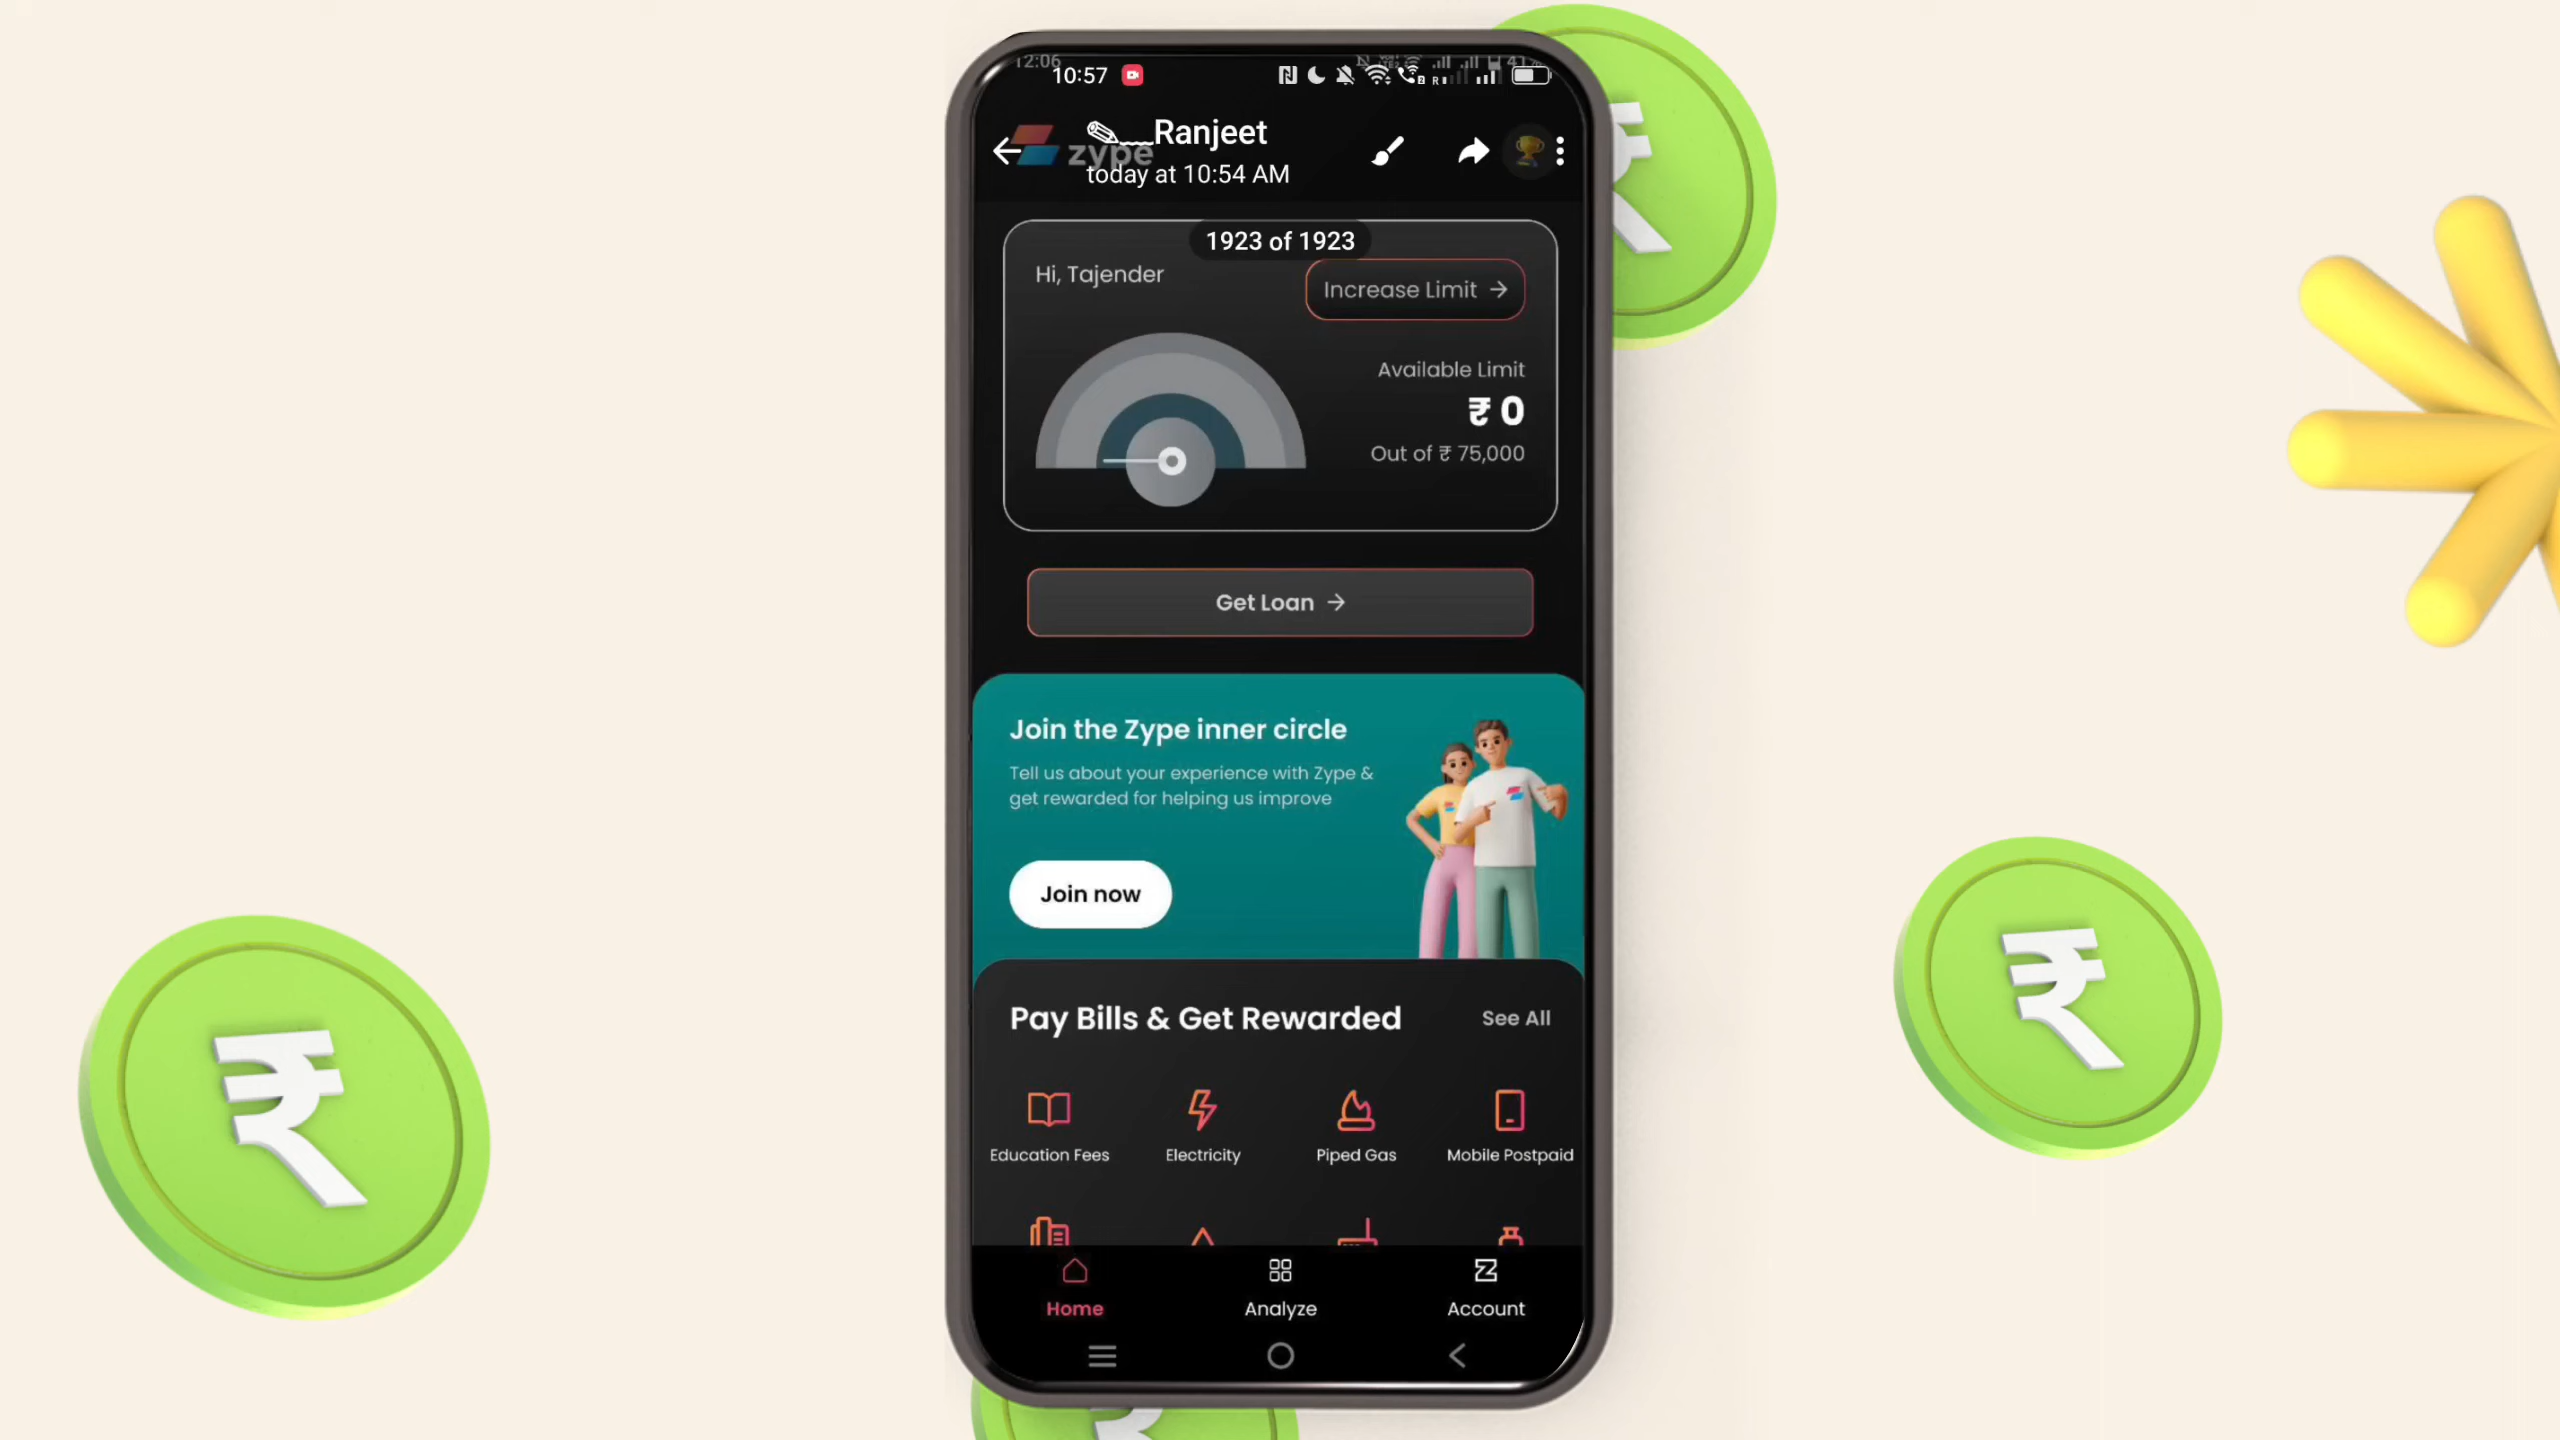 12:06
10:57
41%
Ranjeet
zype
today at 10:54 AM
1923 of 1923
Hi, Tajender
Increase Limit →
Available Limit
₹ 0
Out of ₹ 75,000
Get Loan →
Join the Zype inner circle
Tell us about your experience with Zype &
get rewarded for helping us improve
Join now
Pay Bills & Get Rewarded
See All
Education Fees
Electricity
Piped Gas
Mobile Postpaid
Home
Analyze
Account
₹
₹
₹
₹